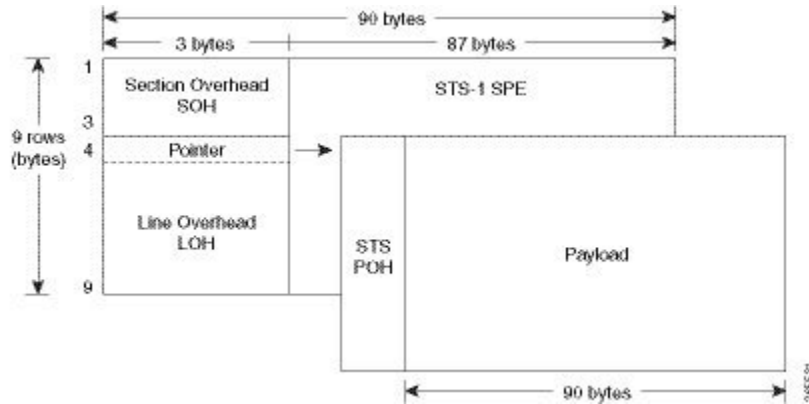 90 bytes
3 bytes
87 bytes
1
Section Overhead
SOH
STS-1 SPE
3
9 rows
(bytes)
4
Pointer
Line Overhead
LOH
STS
POH
Payload
9
90 bytes